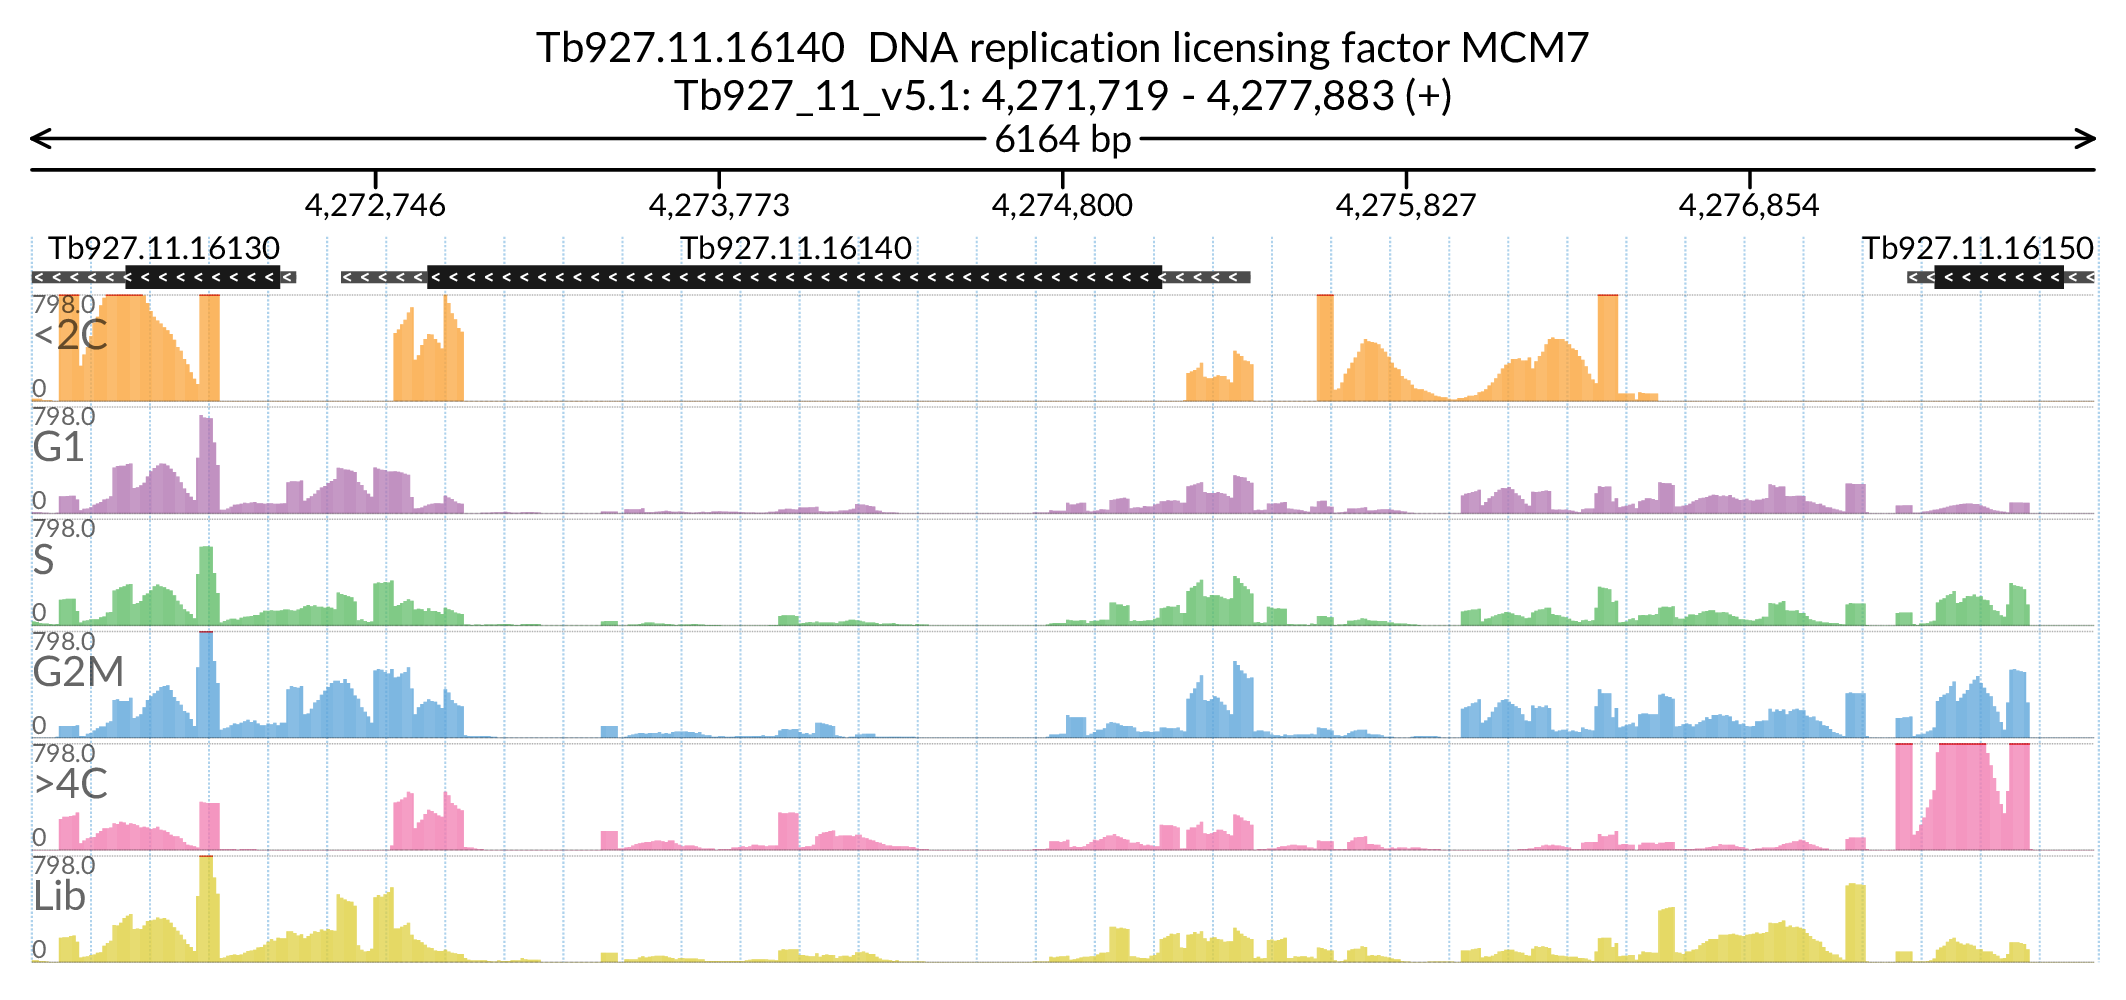 Tb927.11.16140 DNA replication licensing factor MCM7
Tb927_11_v5.1: 4,271,719 - 4,277,883 (+)
6164 bp
4,272,746 4,273,773 4,274,800 4,275,827 4,276,854
Tb927.11.16130 Tb927.11.16140 Tb927.11.16150
798.0
<2C
0
798.0
G1
0
798.0
S
0
798.0
G2M
0
798.0
>4C
0
798.0
Lib
0